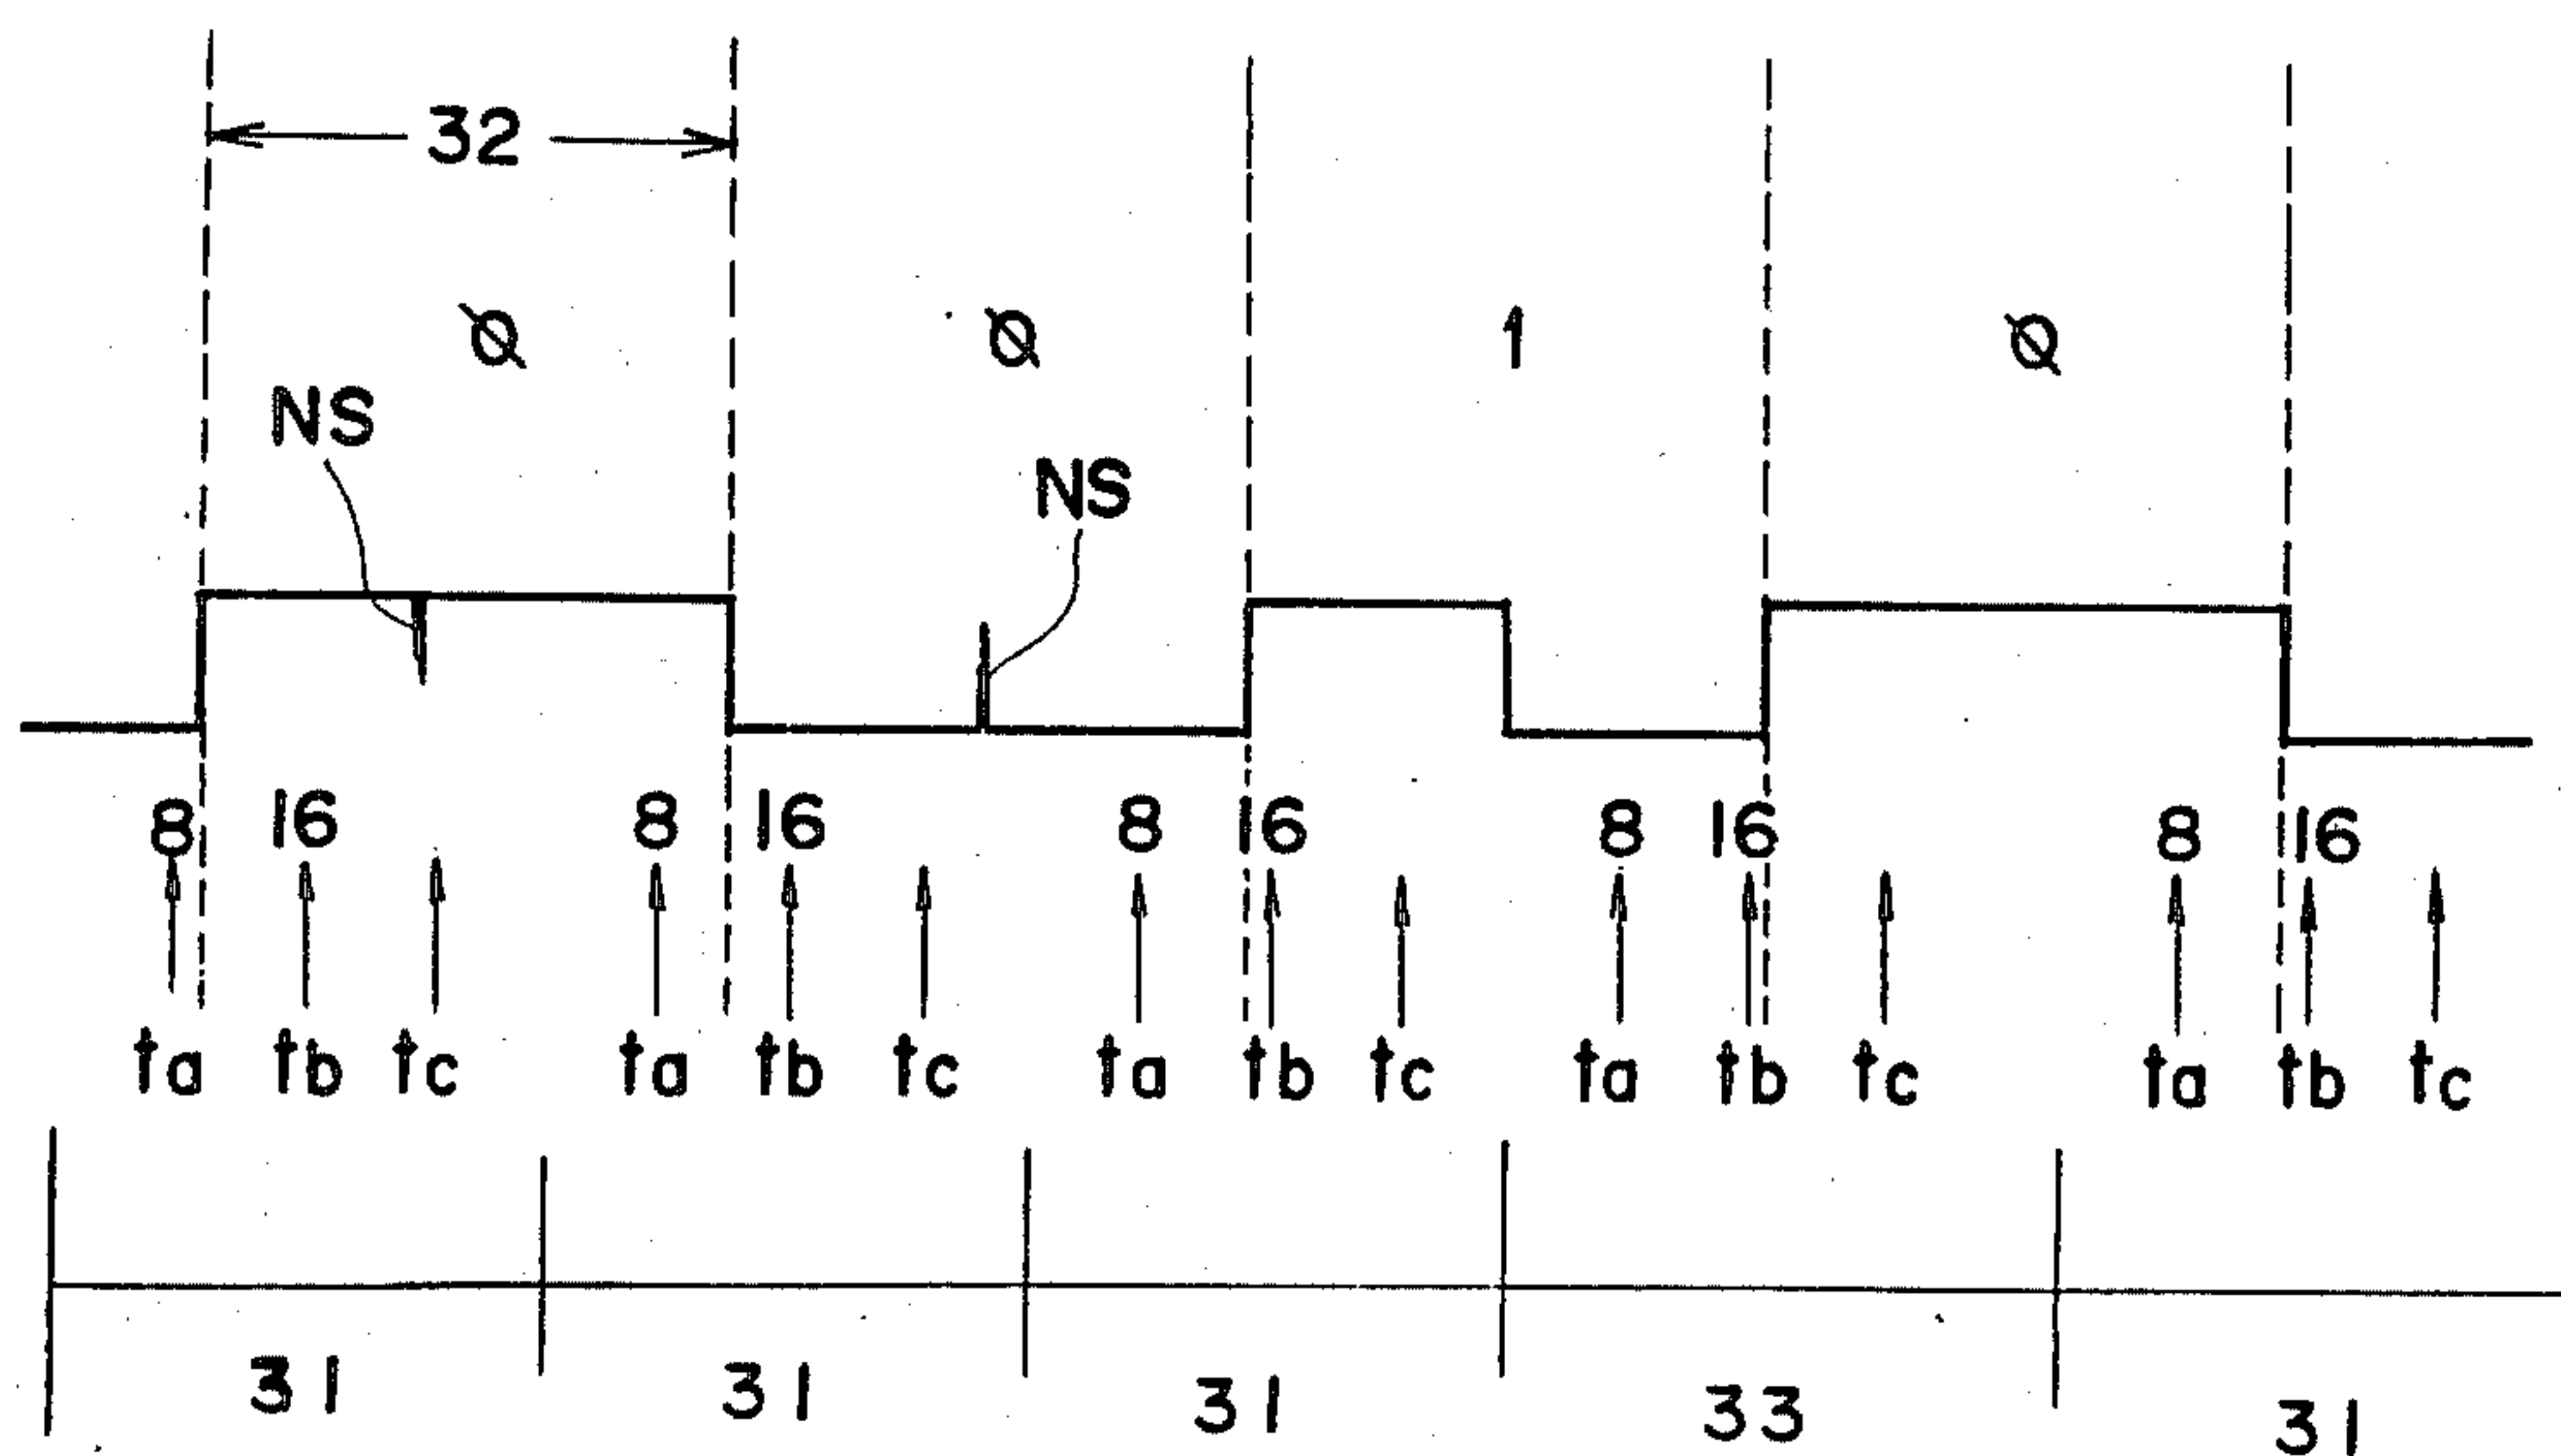 32
Ø Ø 1 Ø
NS
NS
8 16 8 16 8 16 8 16 8 16
ta tb tc ta tb tc ta tb tc ta tb tc ta tb tc
31 31 31 33 31